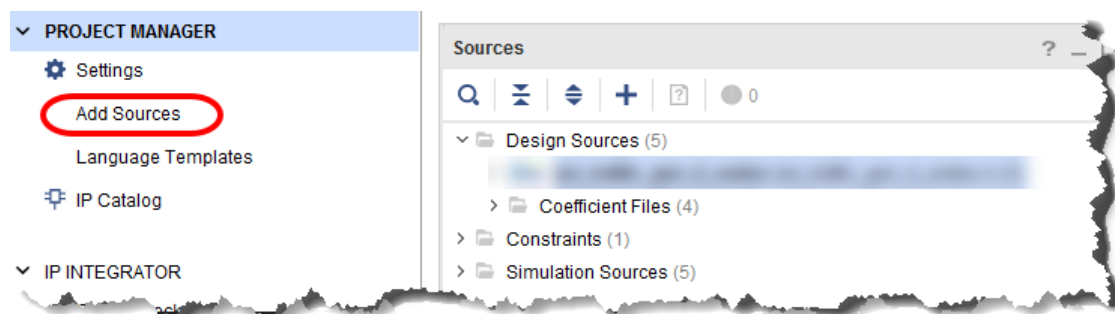 PROJECT MANAGER
Settings
Add Sources
Language Templates
IP Catalog
IP INTEGRATOR
Sources
?
0
Design Sources (5)
Coefficient Files (4)
Constraints (1)
Simulation Sources (5)